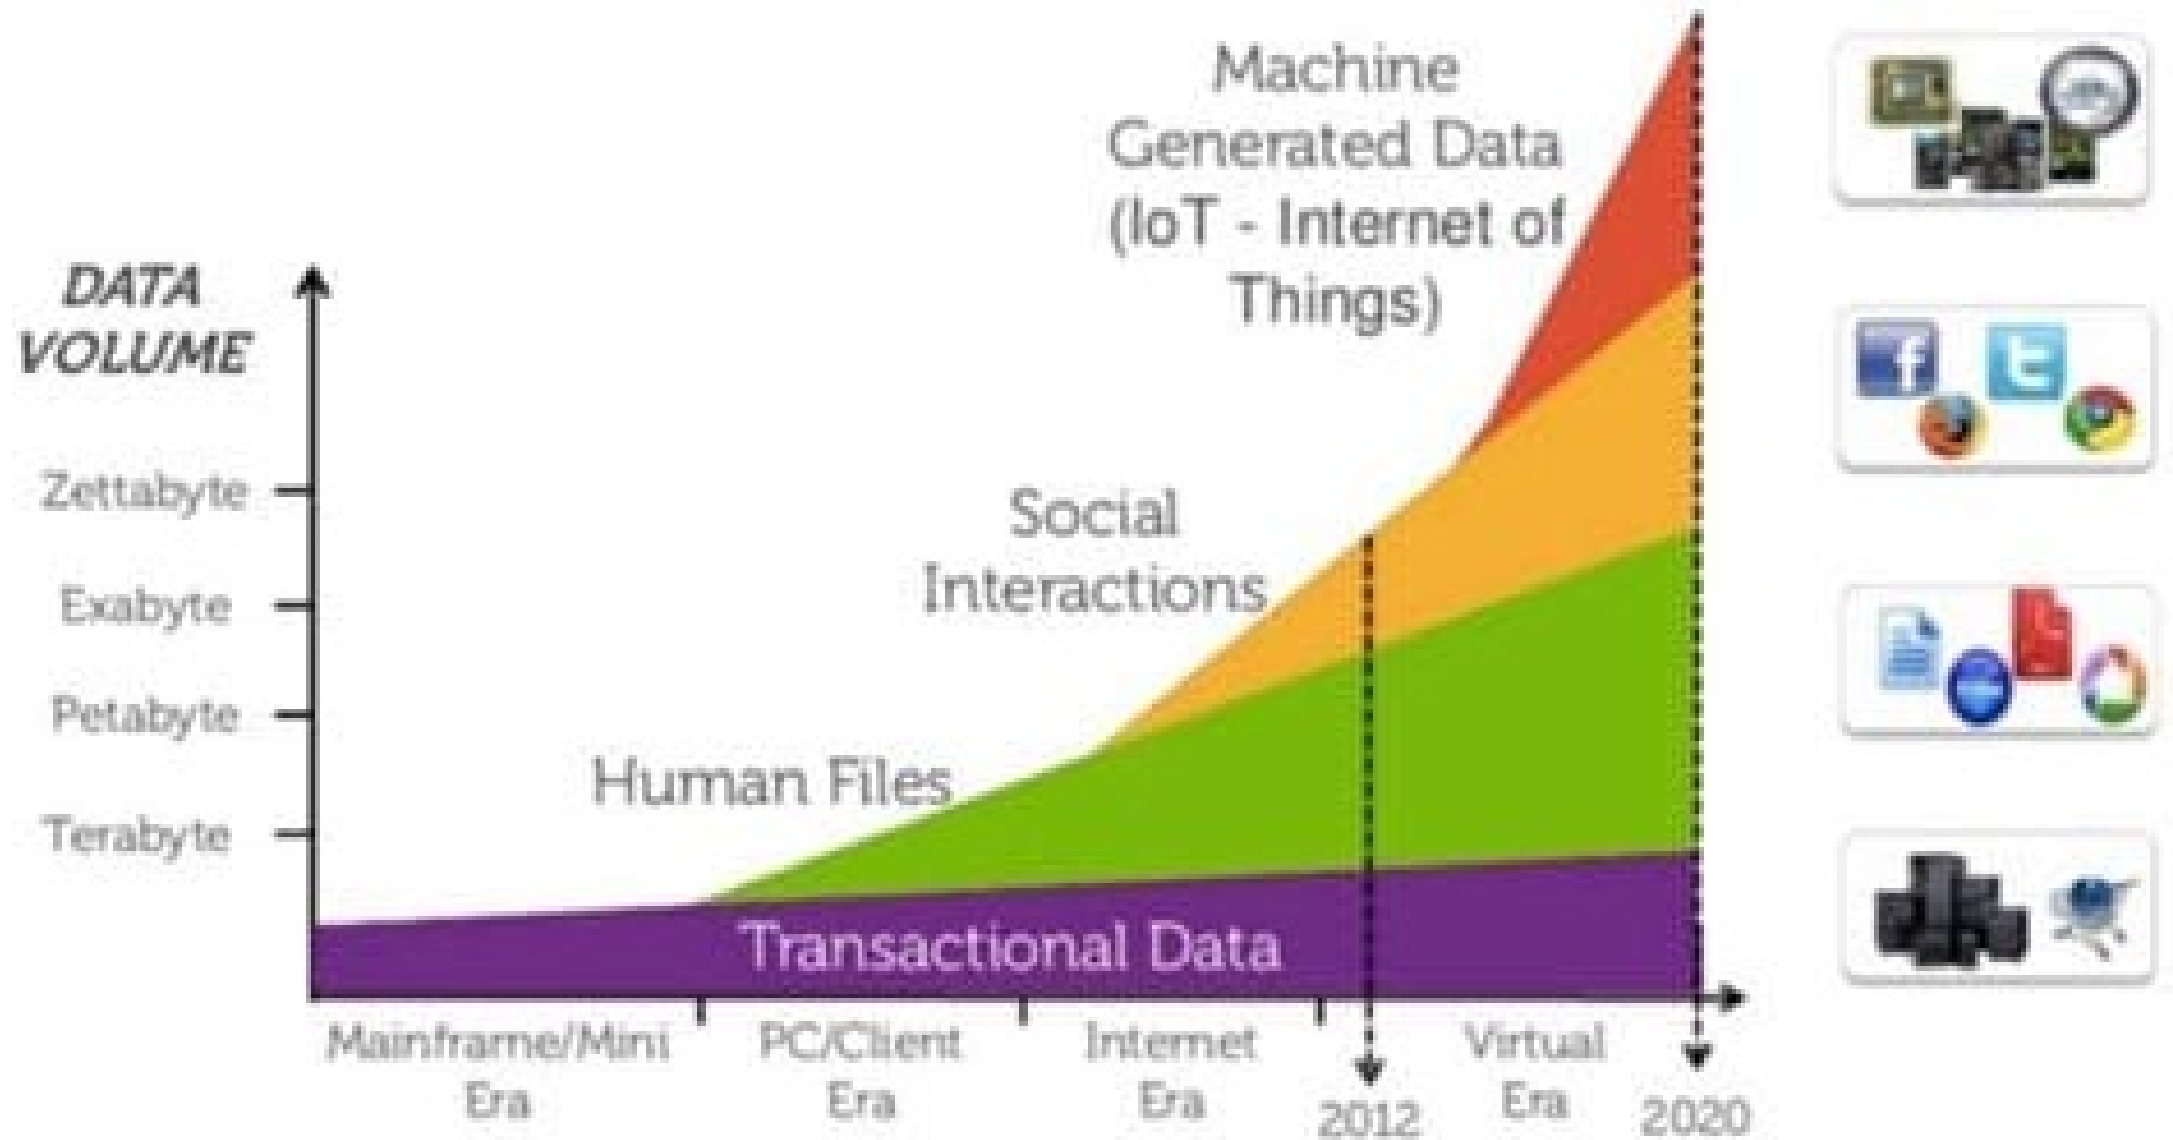 Machine
Generated Data
(IoT - Internet of
Things)
DATA
VOLUME
Zettabyte
Social
Interactions
Exabyte
Petabyte
Human Files
Terabyte
Transactional Data
Mainframe/Mini
Era
PC/Client
Era
Internet
Era
2012
Virtual
Era
2020